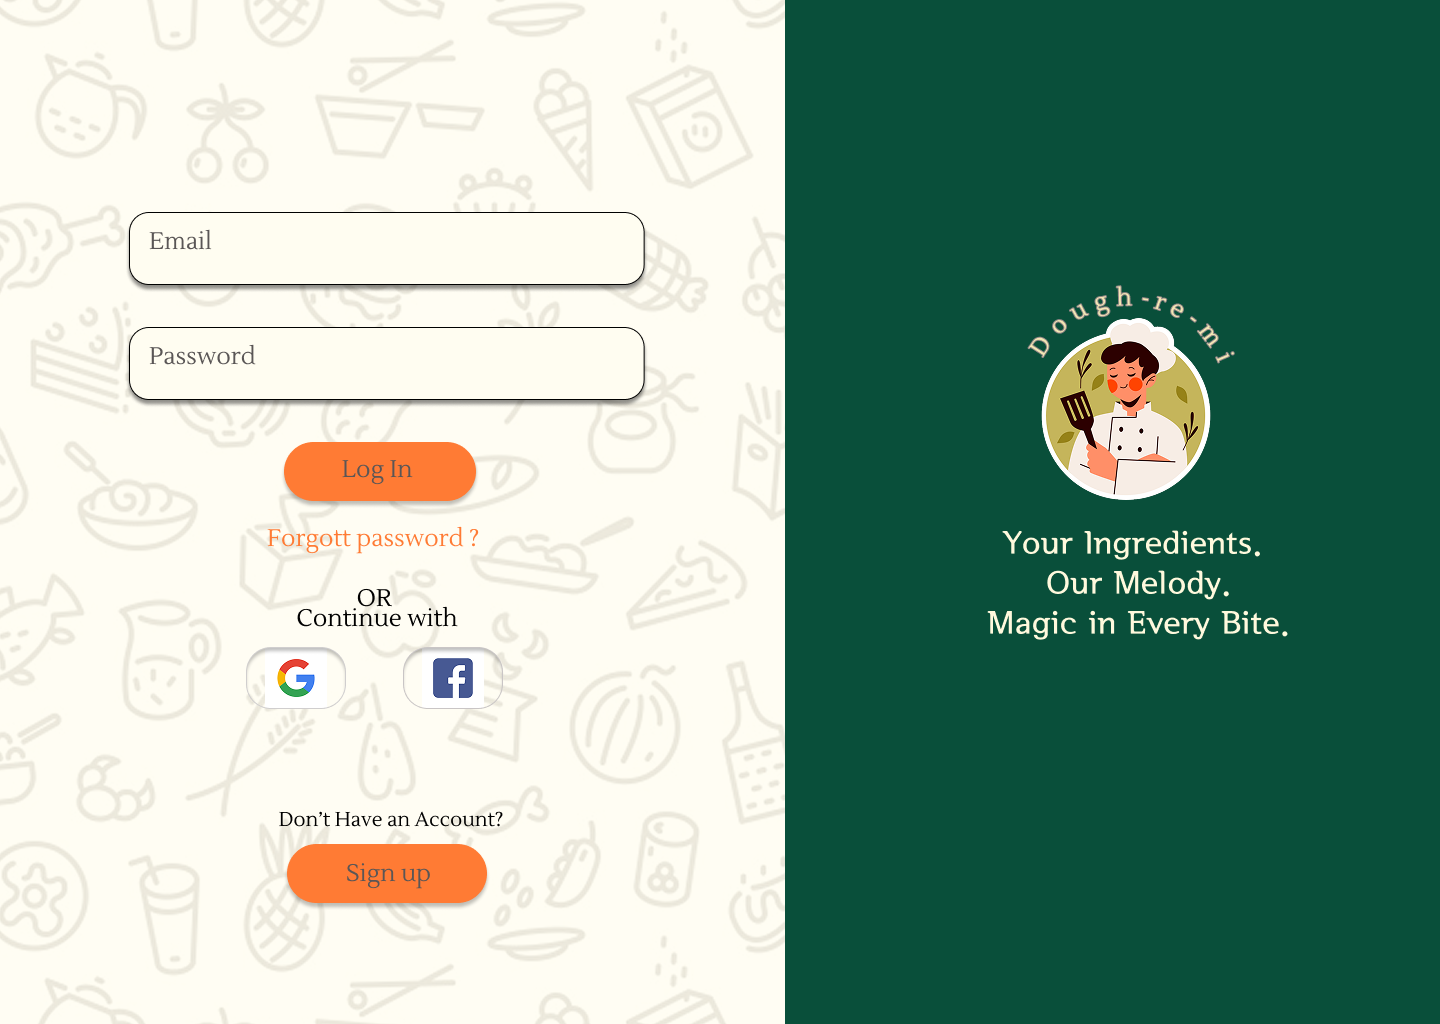 Email
Password
Log In
Forgott password ?
OR
Continue with
Don’t Have an Account?
Sign up
Dough-re-mi
Your Ingredients.
Our Melody.
Magic in Every Bite.